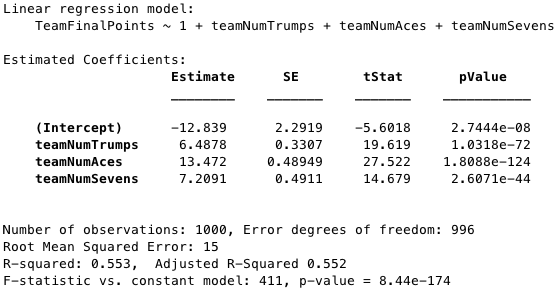 Linear regression model:
TeamFinalPoints ~ 1 + teamNumTrumps + teamNumAces + teamNumSevens
Estimated Coefficients:
Estimate SE tStat pValue
(Intercept) -12.839 2.2919 -5.6018 2.7444e-08
teamNumTrumps 6.4878 0.3307 19.619 1.0318e-72
teamNumAces 13.472 0.48949 27.522 1.8088e-124
teamNumSevens 7.2091 0.4911 14.679 2.6071e-44
Number of observations: 1000, Error degrees of freedom: 996
Root Mean Squared Error: 15
R-squared: 0.553, Adjusted R-Squared 0.552
F-statistic vs. constant model: 411, p-value = 8.44e-174